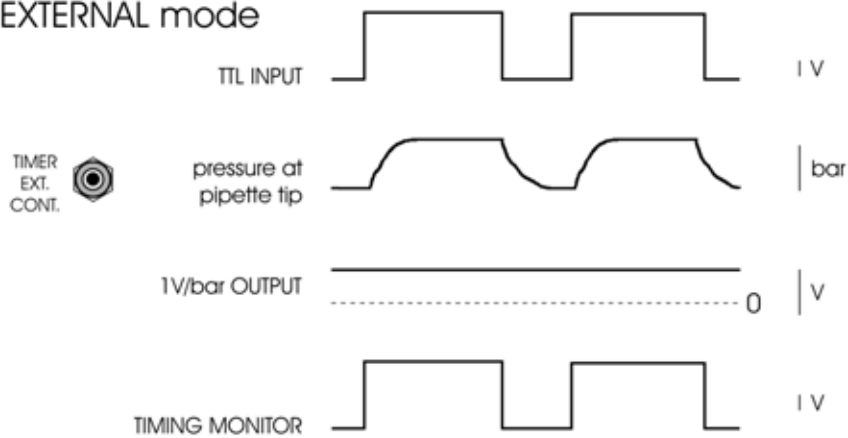 EXTERNAL mode
TTL INPUT
I V
TIMER
EXT.
CONT.
pressure at
pipette tip
bar
1V/bar OUTPUT
0
V
TIMING MONITOR
I V